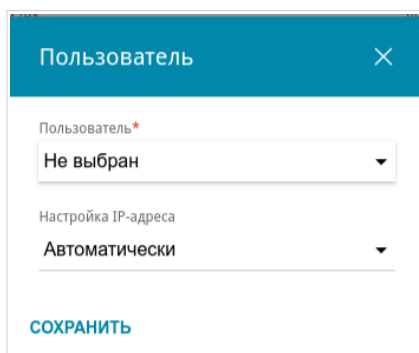 Пользователь
Пользователь*
Не выбран
Настройка IP-адреса
Автоматически
СОХРАНИТЬ